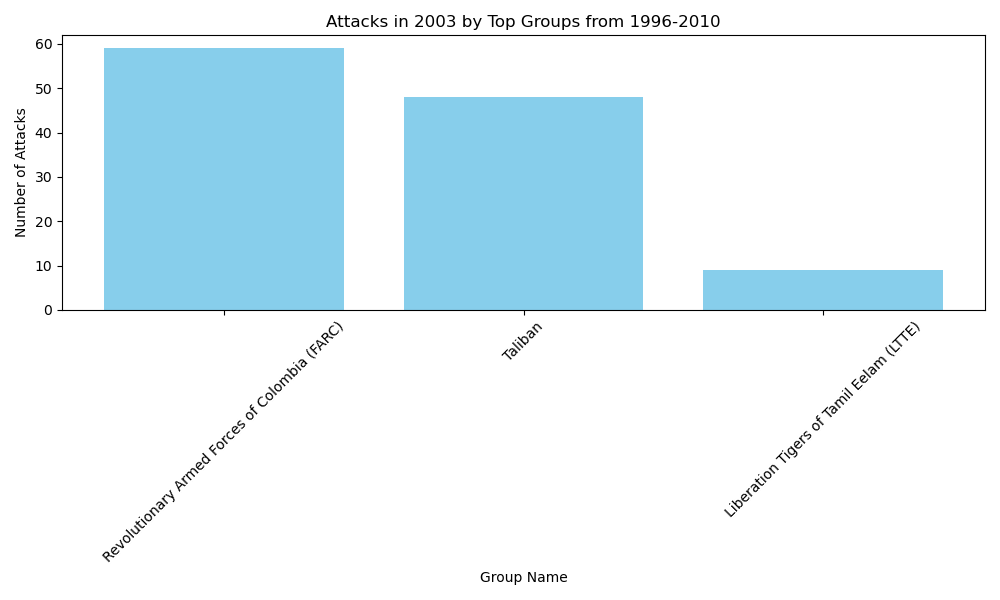 Attacks in 2003 by Top Groups from 1996-2010
Number of Attacks
60
50
40
30
20
10
0
Revolutionary Armed Forces of Colombia (FARC)
Taliban
Liberation Tigers of Tamil Eelam (LTTE)
Group Name